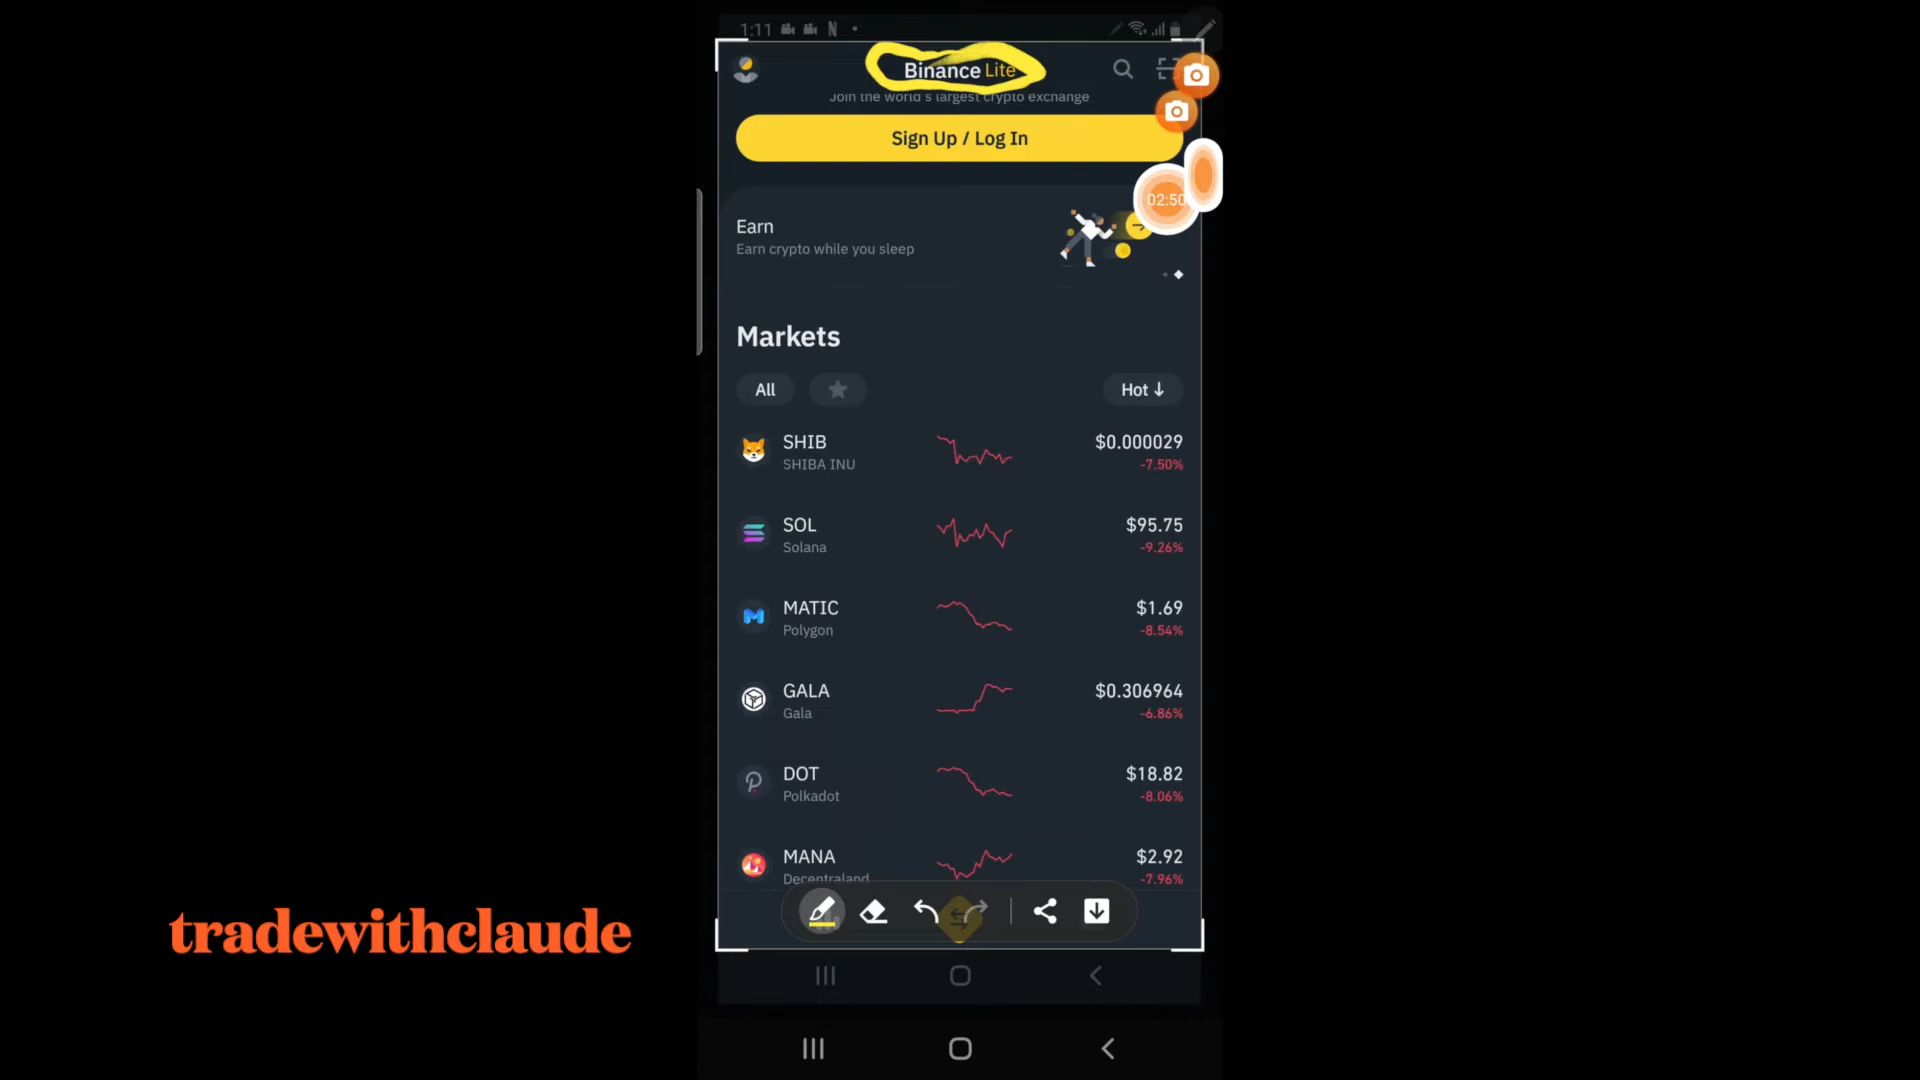 1:11
Binance Lite
Join the world's largest crypto exchnage
Sign Up / Log In
02:50
Earn
Earn crypto while you sleep
Markets
All
Hot ↓
SHIB
$0.000029
SHIBA INU
-7.50%
SOL
$95.75
Solana
-9.26%
MATIC
$1.69
Polygon
-8.54%
GALA
$0.306964
Gala
-6.86%
DOT
$18.82
Polkadot
-8.06%
MANA
$2.92
Decentraland
-7.96%
tradewithclaude